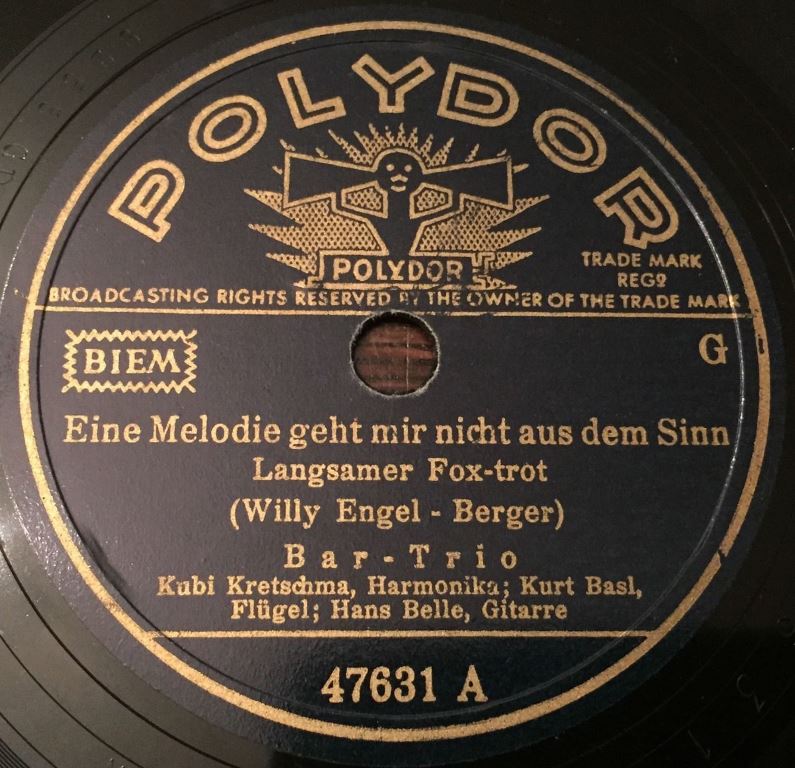 POLYDOR
POLYDOR
TRADE MARK
REGD
BROADCASTING RIGHTS RESERVED BY THE OWNER OF THE TRADE MARK
BIEM
G
Eine Melodie geht mir nicht aus dem Sinn
Langsamer Fox-trot
(Willy Engel - Berger)
Bar-Trio
Kubi Kretschma, Harmonika; Kurt Basl,
Flügel; Hans Belle, Gitarre
47631 A